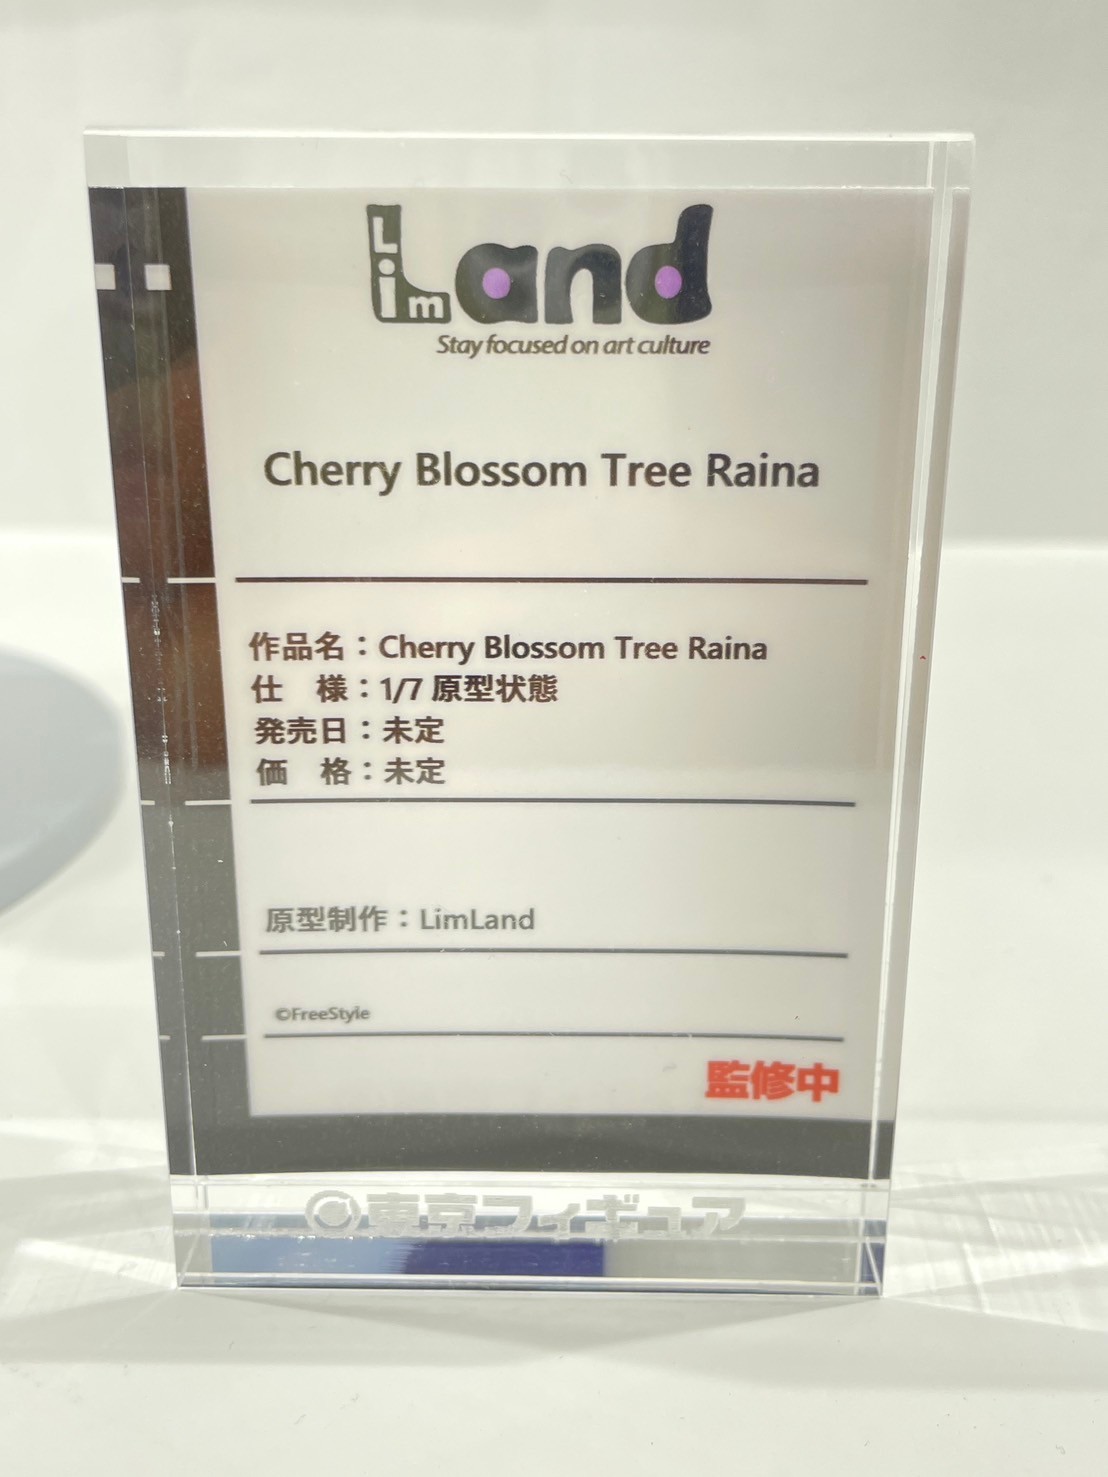 LimLand
Stay focused on art culture
Cherry Blossom Tree Raina
作品名：Cherry Blossom Tree Raina
仕　様：1/7 原型状態
発売日：未定
価　格：未定
原型制作：LimLand
©FreeStyle
監修中
東京フィギュア